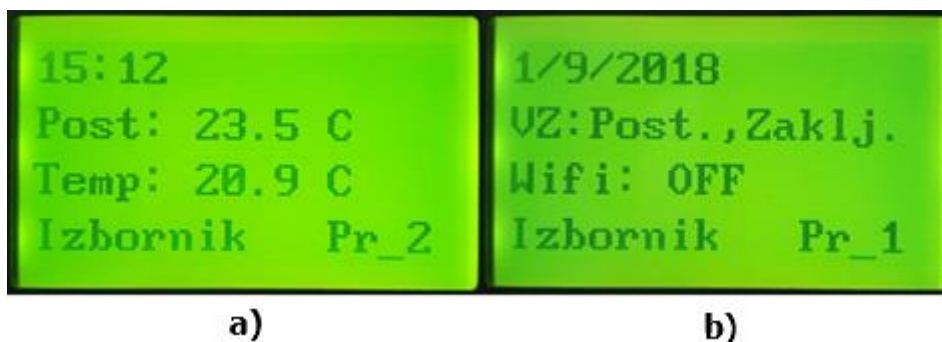 15:12
Post: 23.5 C
Temp: 20.9 C
Izbornik Pr_2
1/9/2018
VZ:Post.,Zaklj.
Wifi: OFF
Izbornik Pr_1
a)
b)